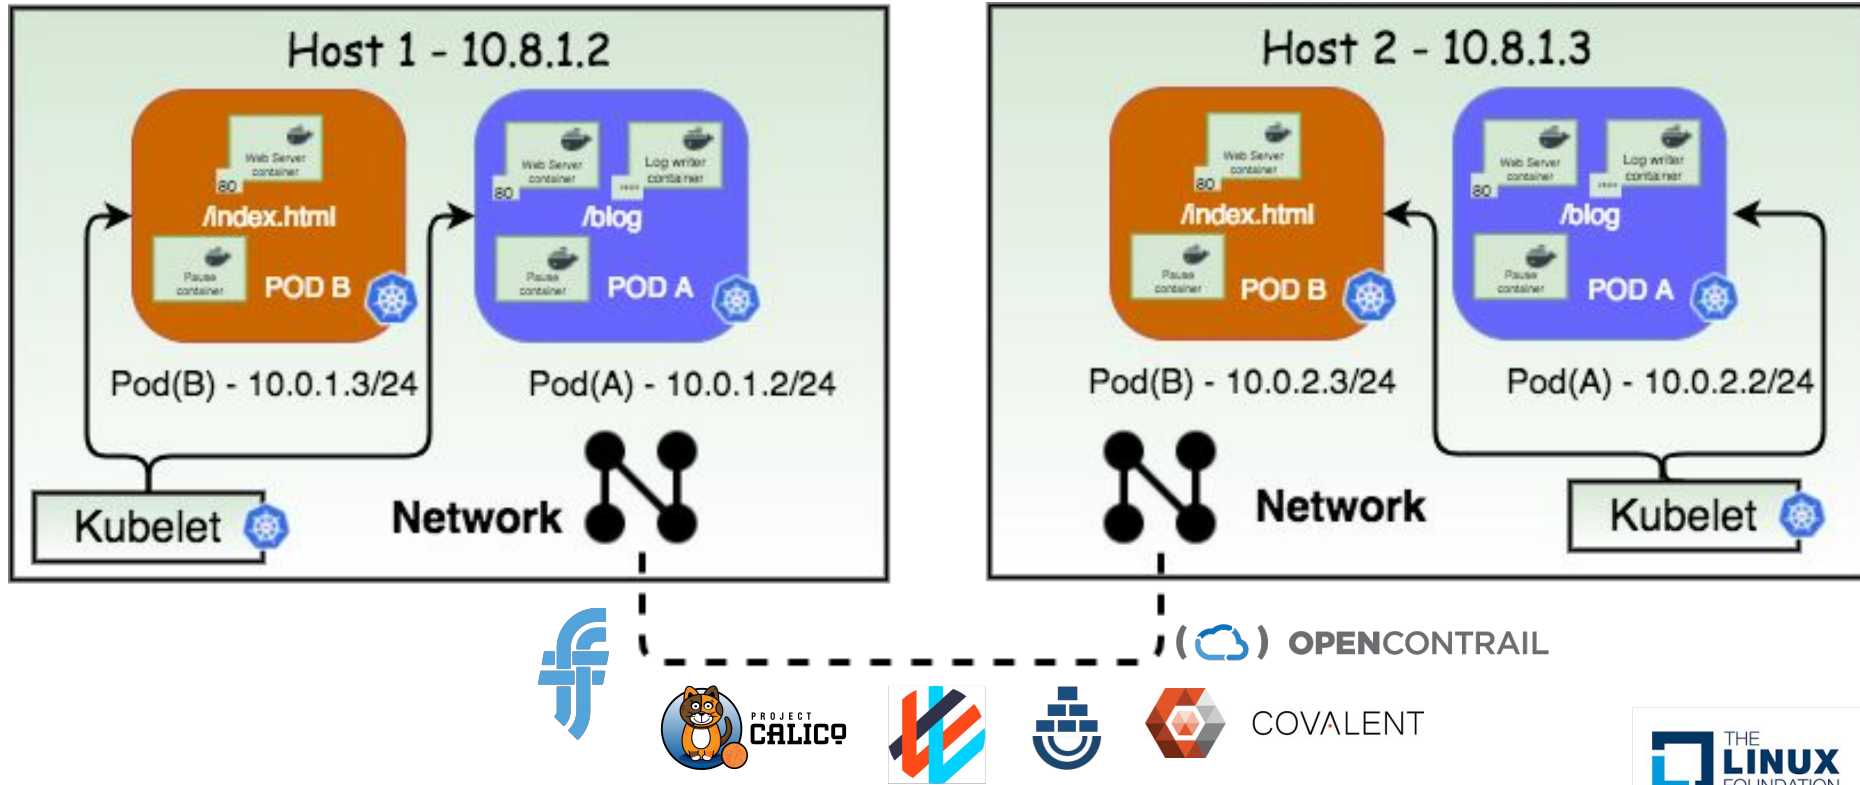 Host 1 - 10.8.1.2
Web Server
container
80
/index.html
Pause
container
POD B
Web Server
container
80
Log writer
container
/blog
Pause
container
POD A
Pod(B) - 10.0.1.3/24
Pod(A) - 10.0.1.2/24
Kubelet
Network
Host 2 - 10.8.1.3
Web Server
container
80
/index.html
Pause
container
POD B
Web Server
container
80
Log writer
container
/blog
Pause
container
POD A
Pod(B) - 10.0.2.3/24
Pod(A) - 10.0.2.2/24
Network
Kubelet
OPENCONTRAIL
PROJECT
CALICO
COVALENT
THE
LINUX
FOUNDATION